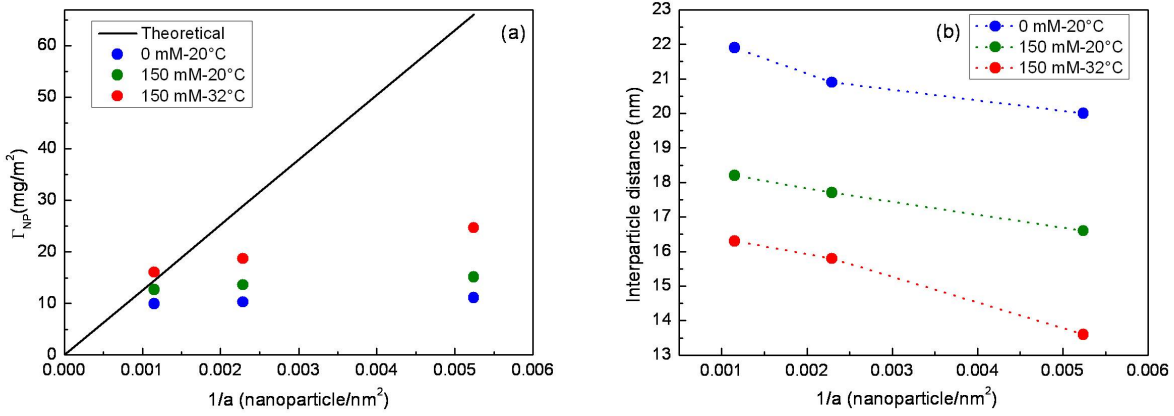 (a)
Theoretical
0 mM-20°C
150 mM-20°C
150 mM-32°C
60
50
40
30
20
10
0
Γ_NP(mg/m²)
0.000 0.001 0.002 0.003 0.004 0.005 0.006
1/a (nanoparticle/nm²)
(b)
0 mM-20°C
150 mM-20°C
150 mM-32°C
23
22
21
20
19
18
17
16
15
14
13
Interparticle distance (nm)
0.001 0.002 0.003 0.004 0.005 0.006
1/a (nanoparticle/nm²)